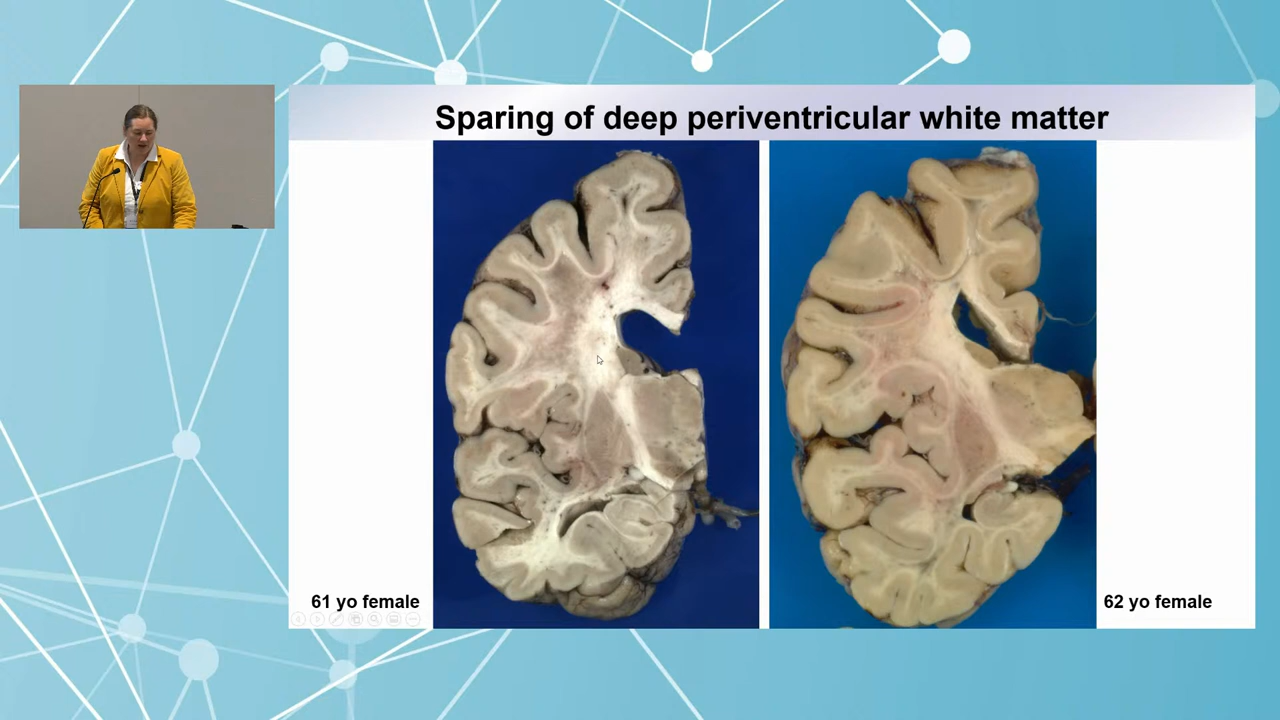 Sparing of deep periventricular white matter
61 yo female
62 yo female